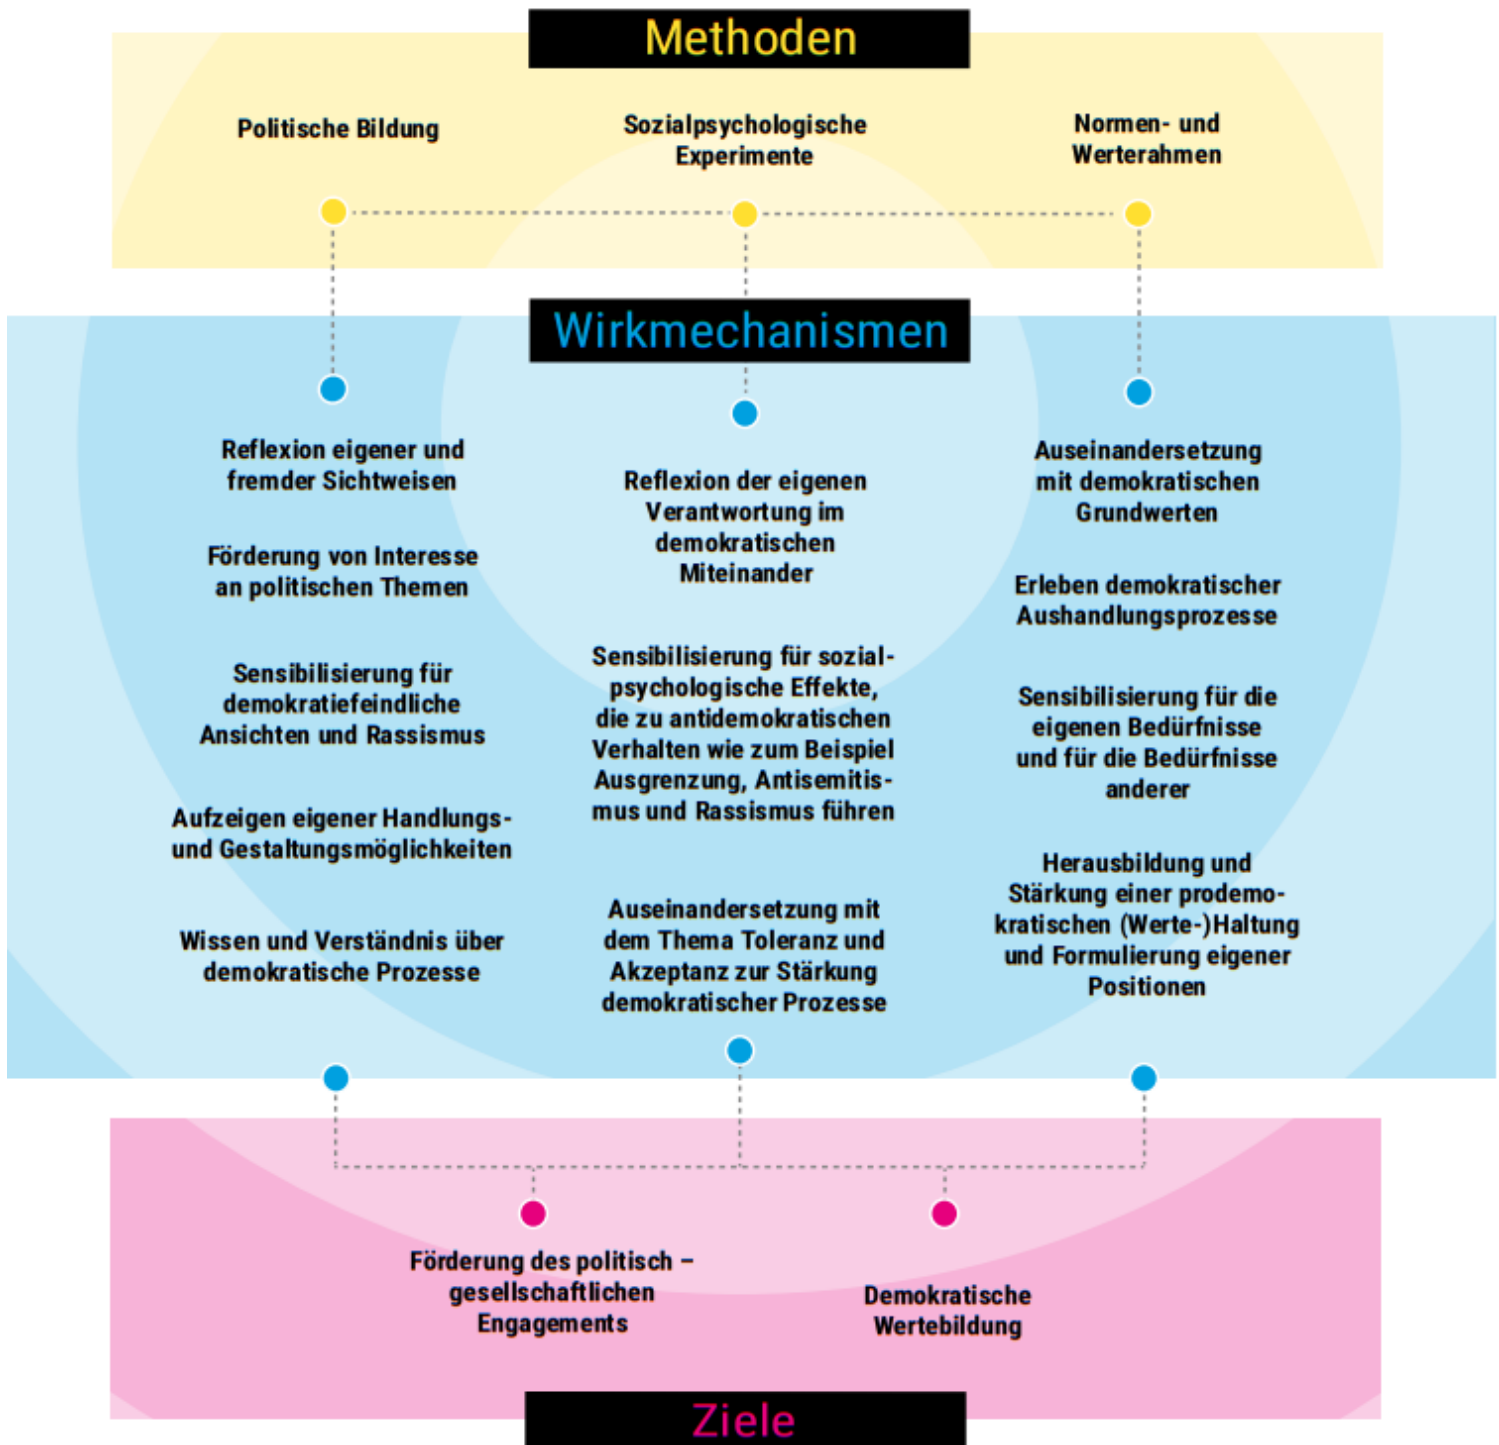 Methoden
Politische Bildung
Sozialpsychologische
Experimente
Normen- und
Werterahmen
Wirkmechanismen
Reflexion eigener und
fremder Sichtweisen
Förderung von Interesse
an politischen Themen
Sensibilisierung für
demokratiefeindliche
Ansichten und Rassismus
Aufzeigen eigener Handlungs-
und Gestaltungsmöglichkeiten
Wissen und Verständnis über
demokratische Prozesse
Reflexion der eigenen
Verantwortung im
demokratischen
Miteinander
Sensibilisierung für sozial-
psychologische Effekte,
die zu antidemokratischen
Verhalten wie zum Beispiel
Ausgrenzung, Antisemitis-
mus und Rassismus führen
Auseinandersetzung mit
dem Thema Toleranz und
Akzeptanz zur Stärkung
demokratischer Prozesse
Auseinandersetzung
mit demokratischen
Grundwerten
Erleben demokratischer
Aushandlungsprozesse
Sensibilisierung für die
eigenen Bedürfnisse
und für die Bedürfnisse
anderer
Herausbildung und
Stärkung einer prodemo-
kratischen (Werte-)Haltung
und Formulierung eigener
Positionen
Förderung des politisch –
gesellschaftlichen
Engagements
Demokratische
Wertebildung
Ziele